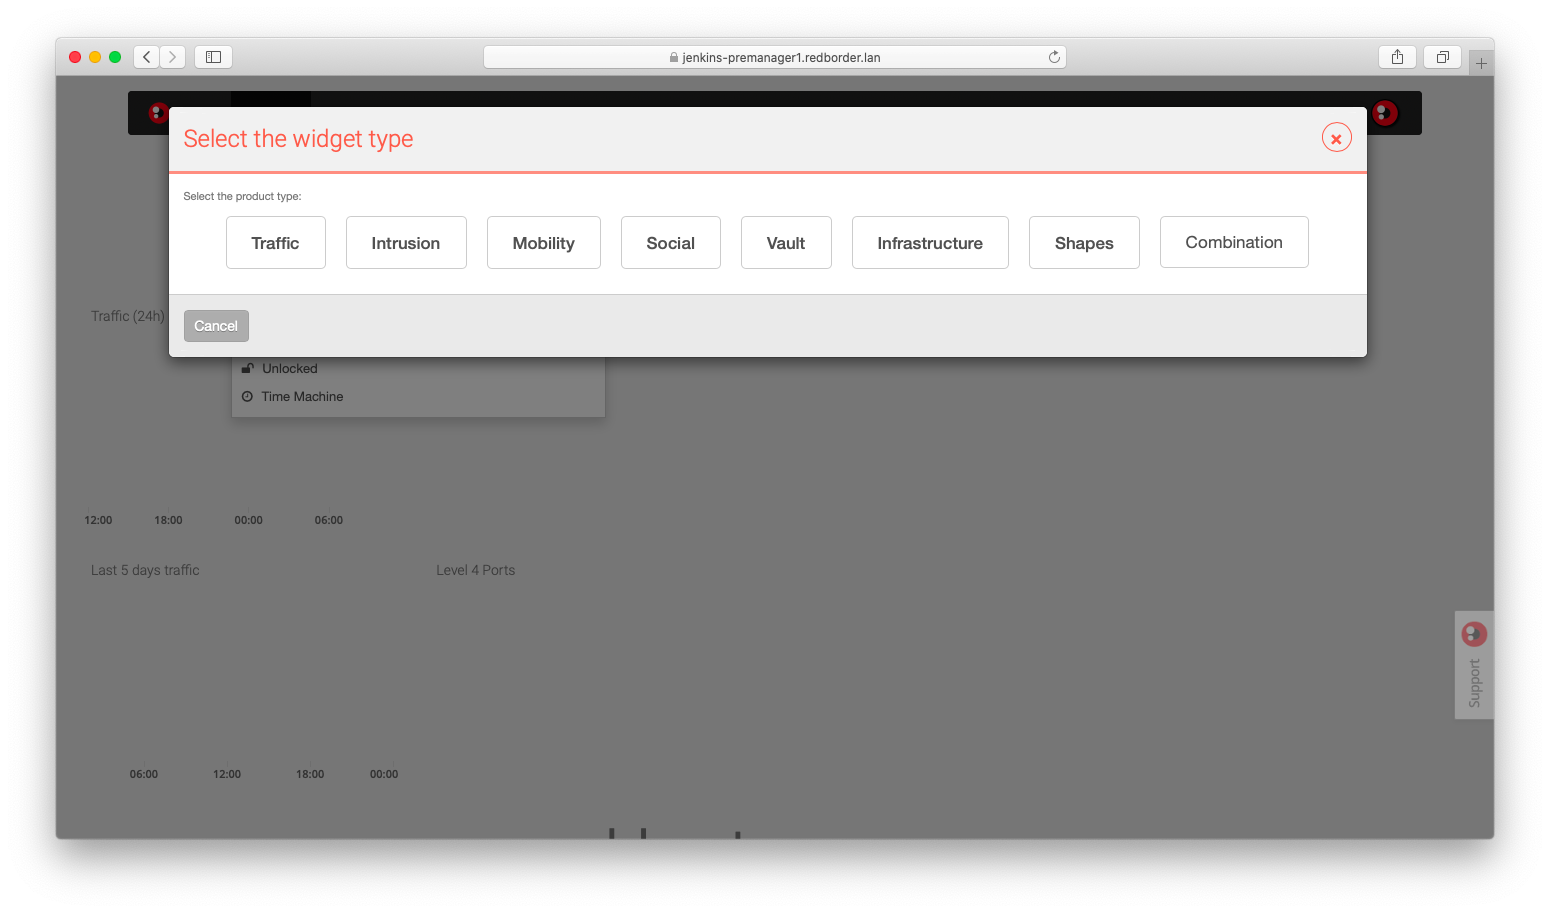 jenkins-premanager1.redborder.lan
Select the widget type
Select the product type:
Traffic Intrusion Mobility Social Vault Infrastructure Shapes Combination
Traffic (24h)
Cancel
Unlocked
Time Machine
12:00 18:00 00:00 06:00
Last 5 days traffic Level 4 Ports
Support
06:00 12:00 18:00 00:00